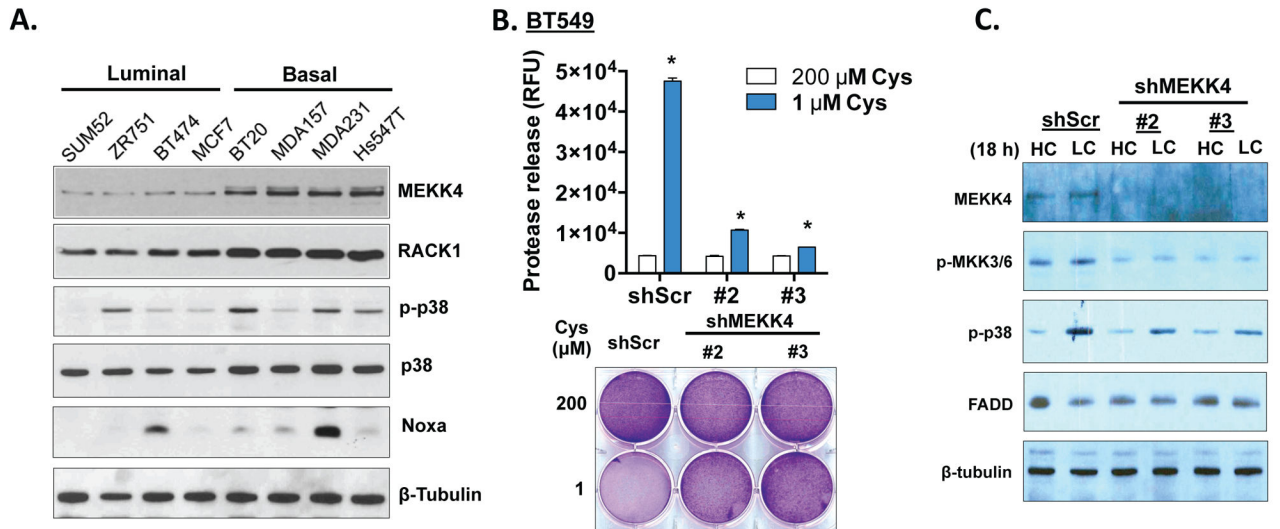 A.
Luminal Basal
SUM52 ZR751 BT474 MCF7 BT20 MDA157 MDA231 Hs547T
MEKK4
RACK1
p-p38
p38
Noxa
β-Tubulin
B. BT549
Protease release (RFU)
5×10⁴
4×10⁴
3×10⁴
2×10⁴
1×10⁴
0
* * *
200 µM Cys
1 µM Cys
shScr #2 #3
shMEKK4
Cys
(µM)
shScr #2 #3
200
1
C.
shMEKK4
shScr #2 #3
(18 h) HC LC HC LC HC LC
MEKK4
p-MKK3/6
p-p38
FADD
β-tubulin